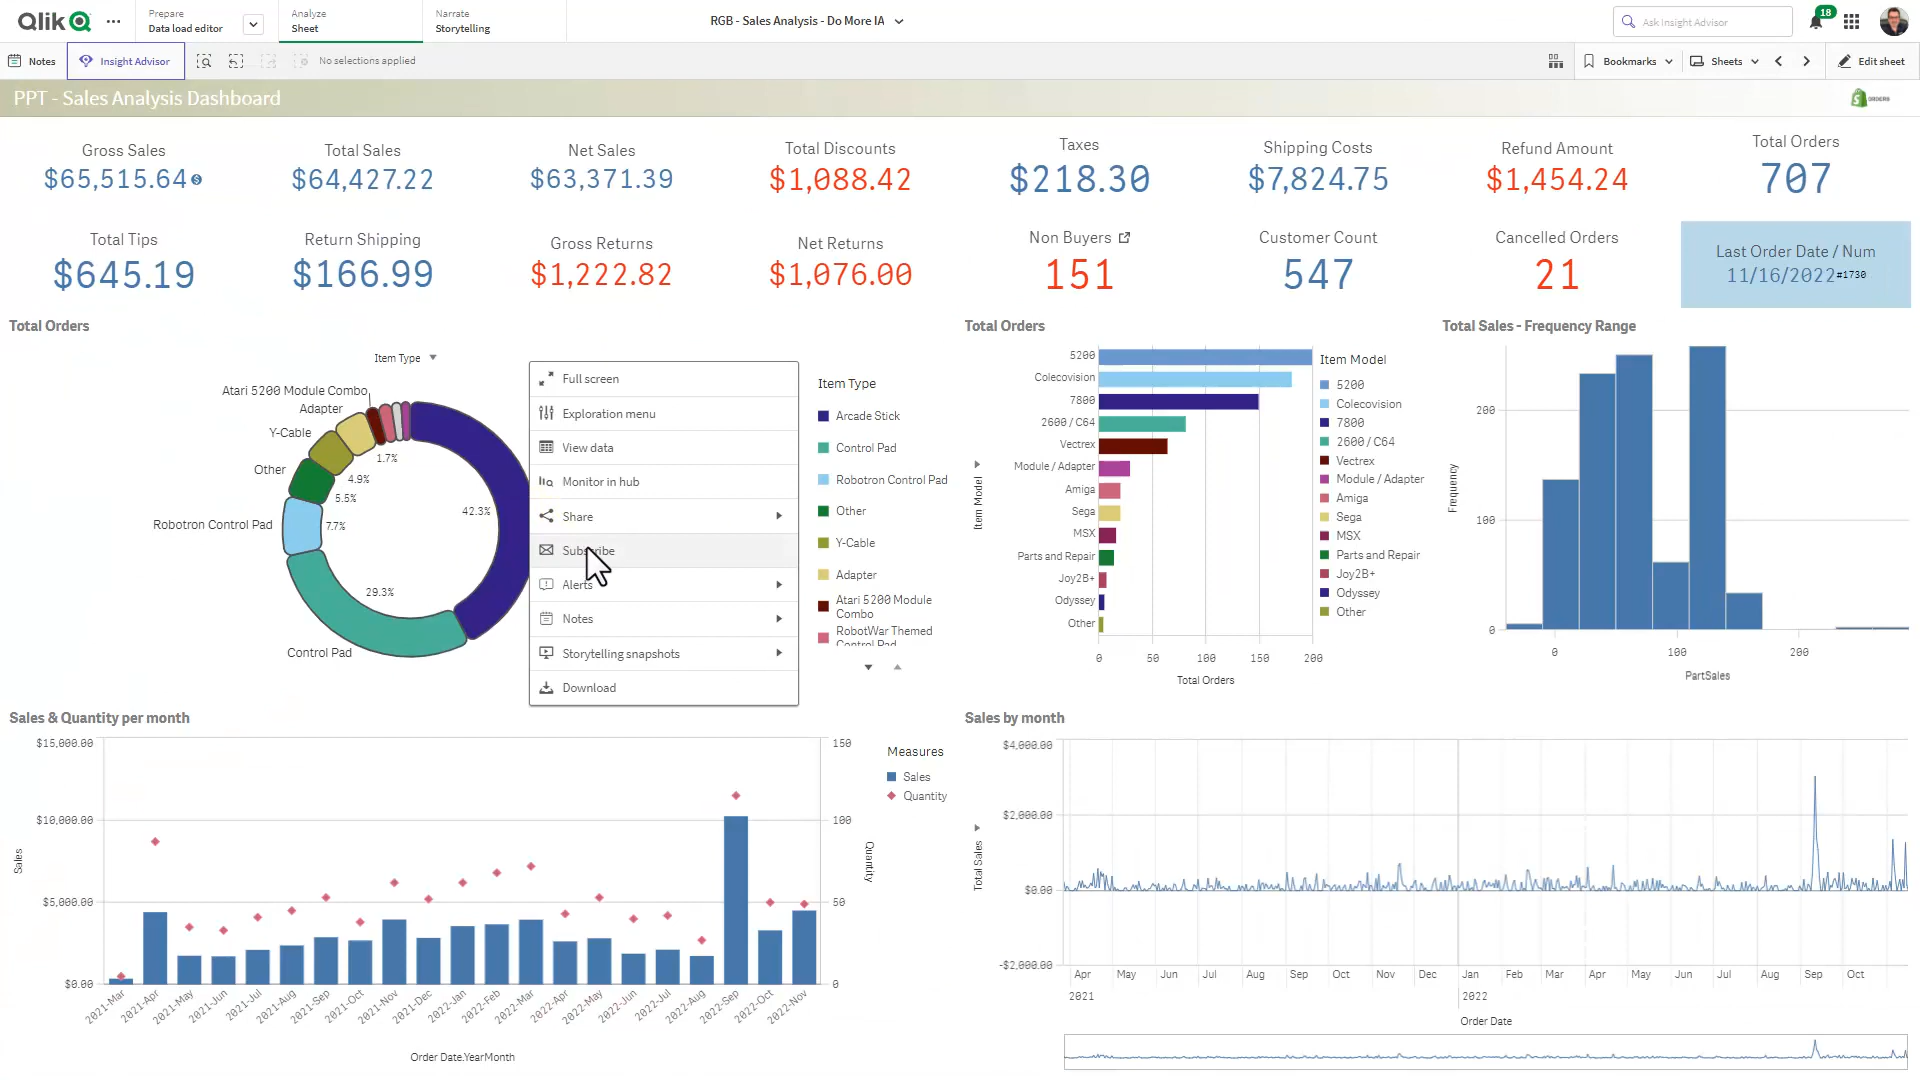 Qlik
Prepare
Data load editor
Analyze
Sheet
Narrate
Storytelling
RGB - Sales Analysis - Do More IA
Ask Insight Advisor
18
Notes
Insight Advisor
No selections applied
Bookmarks
Sheets
Edit sheet
PPT - Sales Analysis Dashboard
ORDERS
Gross Sales
$65,515.64
Total Sales
$64,427.22
Net Sales
$63,371.39
Total Discounts
$1,088.42
Taxes
$218.30
Shipping Costs
$7,824.75
Refund Amount
$1,454.24
Total Orders
707
Total Tips
$645.19
Return Shipping
$166.99
Gross Returns
$1,222.82
Net Returns
$1,076.00
Non Buyers
151
Customer Count
547
Cancelled Orders
21
Last Order Date / Num
11/16/2022#1730
Total Orders
Item Type
Atari 5200 Module Combo
Adapter
Y-Cable
Other
Robotron Control Pad
Control Pad
1.7%
4.9%
5.5%
7.7%
29.3%
42.3%
Full screen
Exploration menu
View data
Monitor in hub
Share
Subscribe
Alerts
Notes
Storytelling snapshots
Download
Item Type
Arcade Stick
Control Pad
Robotron Control Pad
Other
Y-Cable
Adapter
Atari 5200 Module
Combo
RobotWar Themed
Control Pad
Total Orders
Item Model
5200
Colecovision
7800
2600 / C64
Vectrex
Module / Adapter
Amiga
Sega
MSX
Parts and Repair
Joy2B+
Odyssey
Other
0
50
100
150
200
Total Orders
Item Model
5200
Colecovision
7800
2600 / C64
Vectrex
Module / Adapter
Amiga
Sega
MSX
Parts and Repair
Joy2B+
Odyssey
Other
Total Sales - Frequency Range
Frequency
200
100
0
0
100
200
PartSales
Sales & Quantity per month
Sales
$15,000.00
$10,000.00
$5,000.00
$0.00
150
100
50
0
Quantity
2021-Mar
2021-Apr
2021-May
2021-Jun
2021-Jul
2021-Aug
2021-Sep
2021-Oct
2021-Nov
2021-Dec
2022-Jan
2022-Feb
2022-Mar
2022-Apr
2022-May
2022-Jun
2022-Jul
2022-Aug
2022-Sep
2022-Oct
2022-Nov
Order Date.YearMonth
Measures
Sales
Quantity
Sales by month
Total Sales
$4,000.00
$2,000.00
$0.00
-$2,000.00
Apr
May
Jun
Jul
Aug
Sep
Oct
Nov
Dec
Jan
Feb
Mar
Apr
May
Jun
Jul
Aug
Sep
Oct
2021
2022
Order Date